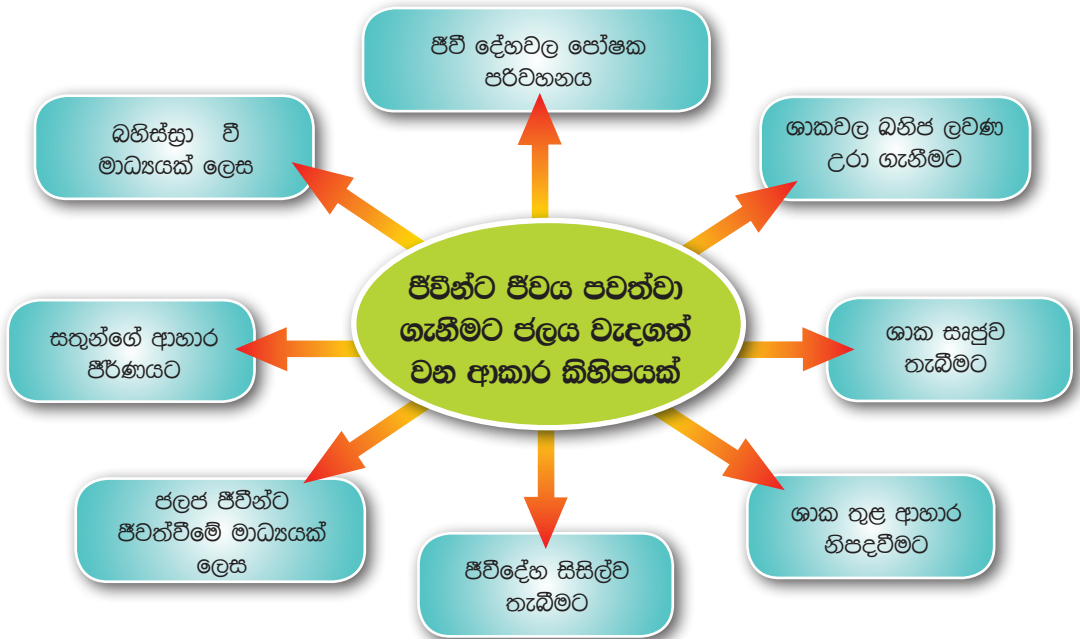 ජීවී දේහවල පෝෂක
පරිවහනය
බහිස්ස්‍රා වී
මාධ්‍යයක් ලෙස
ශාකවල ඛනිජ ලවණ
උරා ගැනීමට
ජීවීන්ට ජීවය පවත්වා
ගැනීමට ජලය වැදගත්
වන ආකාර කිහිපයක්
සතුන්ගේ ආහාර
ජීර්ණයට
ශාක සෘජුව
තැබීමට
ජලජ ජීවීන්ට
ජීවත්වීමේ මාධ්‍යයක්
ලෙස
ජීවීදේහ සිසිල්ව
තැබීමට
ශාක තුළ ආහාර
නිපදවීමට